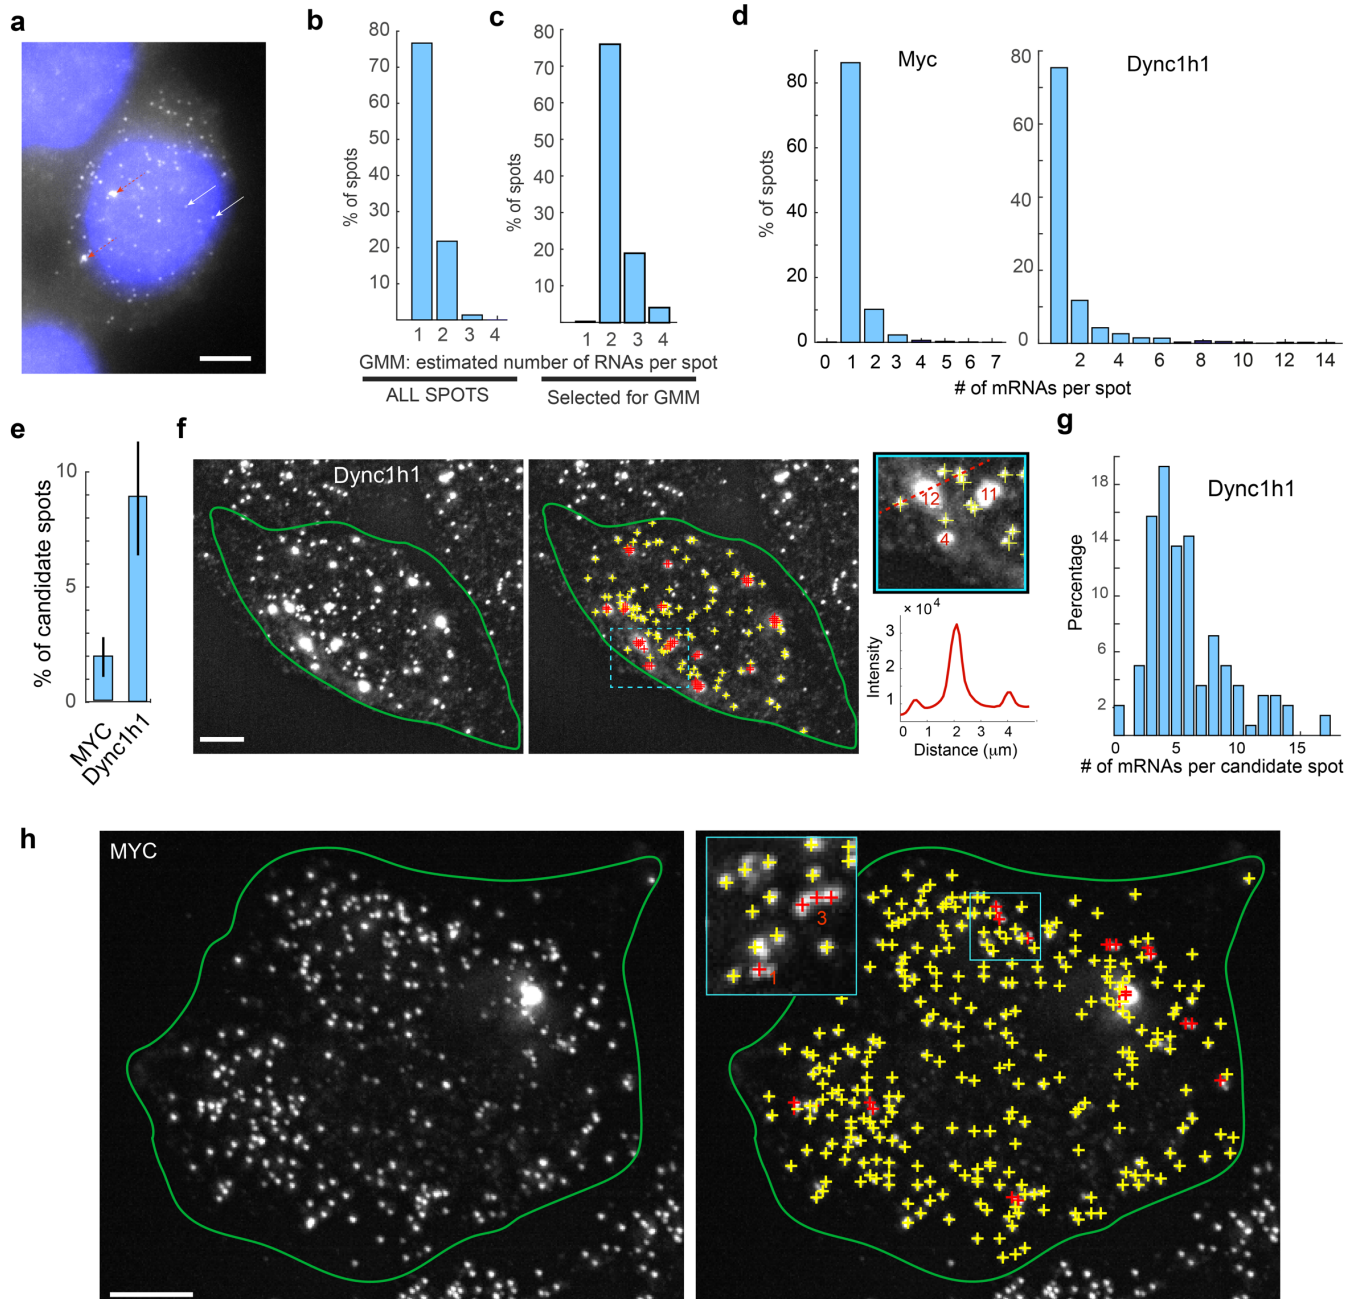 a
b
80
70
60
50
40
30
20
10
% of spots
1 2 3 4
c
80
70
60
50
40
30
20
10
% of spots
1 2 3 4
GMM: estimated number of RNAs per spot
ALL SPOTS
Selected for GMM
d
Myc
80
60
40
20
0
% of spots
0 1 2 3 4 5 6 7
Dync1h1
80
60
40
20
0
2 4 6 8 10 12 14
# of mRNAs per spot
e
10
5
0
% of candidate spots
MYC
Dync1h1
f
Dync1h1
12
11
4
× 10⁴
3
2
1
Intensity
0 1 2 3 4
Distance (μm)
g
Dync1h1
18
14
10
6
2
Percentage
0 5 10 15
# of mRNAs per candidate spot
h
MYC
3
1